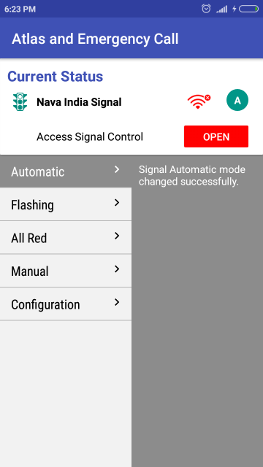 6:23 PM
Atlas and Emergency Call
Current Status
Nava India Signal
A
Access Signal Control
OPEN
Automatic
Signal Automatic mode
changed successfully.
Flashing
All Red
Manual
Configuration